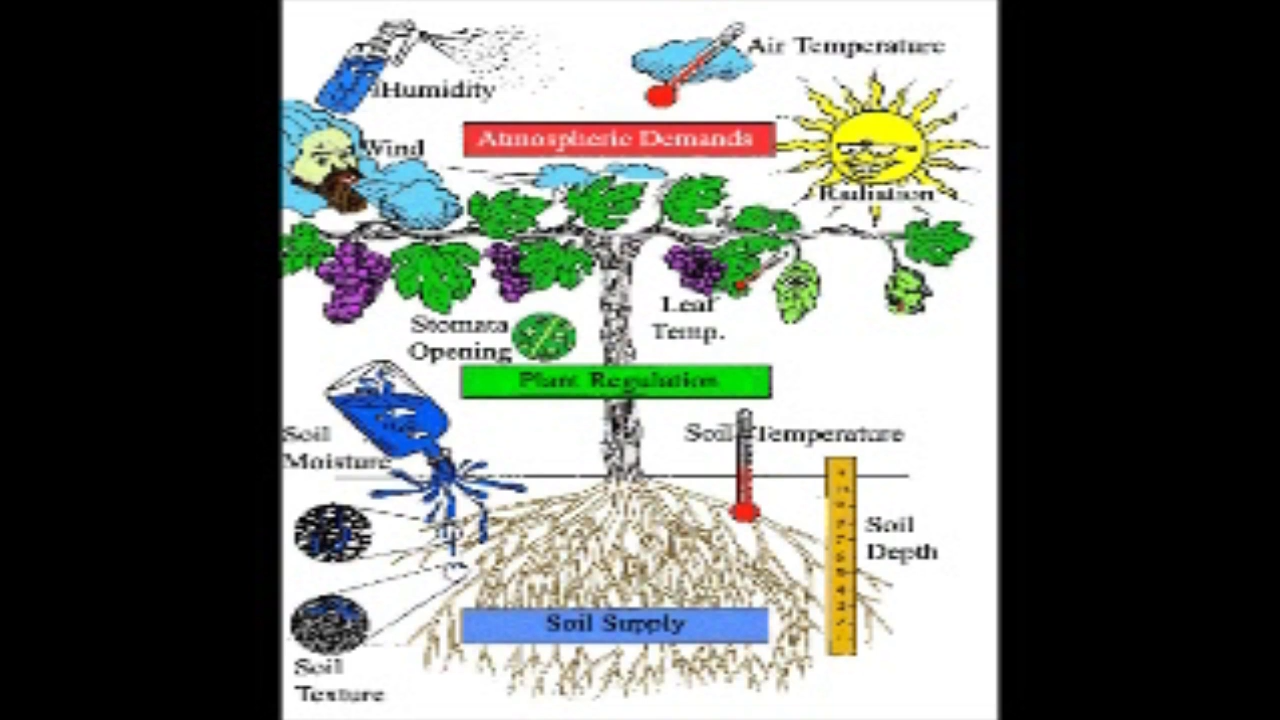 Air Temperature
Humidity
Atmospheric Demands
Wind
Radiation
Leaf
Temp.
Stomata
Opening
Plant Regulation
Soil Temperature
Soil
Moisture
Soil
Depth
Soil Supply
Soil
Texture